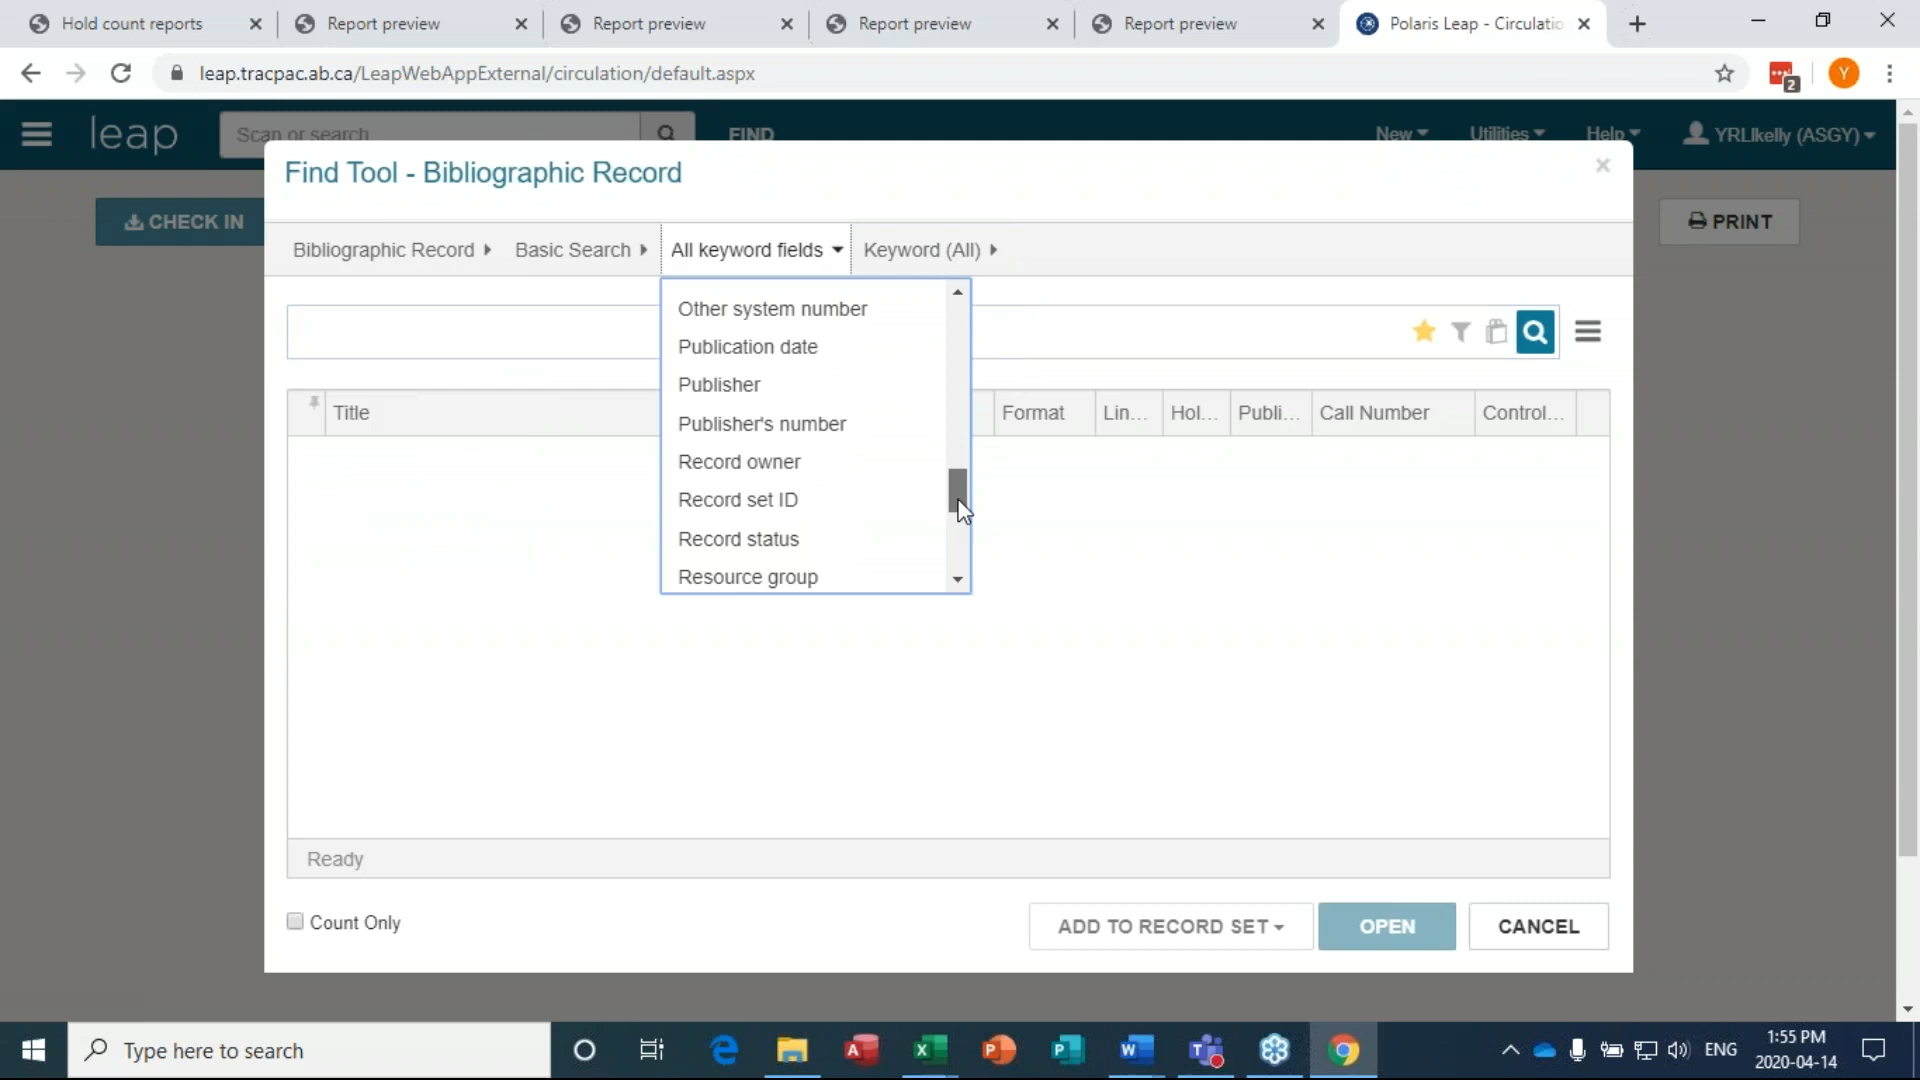 Hold count reports
Report preview
Report preview
Report preview
Report preview
Polaris Leap - Circulatio
leap.tracpac.ab.ca/LeapWebAppExternal/circulation/default.aspx
2
Y
leap
Scan or search
FIND
New
Utilities
Help
YRLIkelly (ASGY)
Find Tool - Bibliographic Record
CHECK IN
PRINT
Bibliographic Record
Basic Search
All keyword fields
Keyword (All)
Other system number
Publication date
Publisher
Publisher's number
Record owner
Record set ID
Record status
Resource group
Title
Format
Lin...
Hol...
Publi...
Call Number
Control...
Ready
Count Only
ADD TO RECORD SET
OPEN
CANCEL
Type here to search
ENG
1:55 PM
2020-04-14